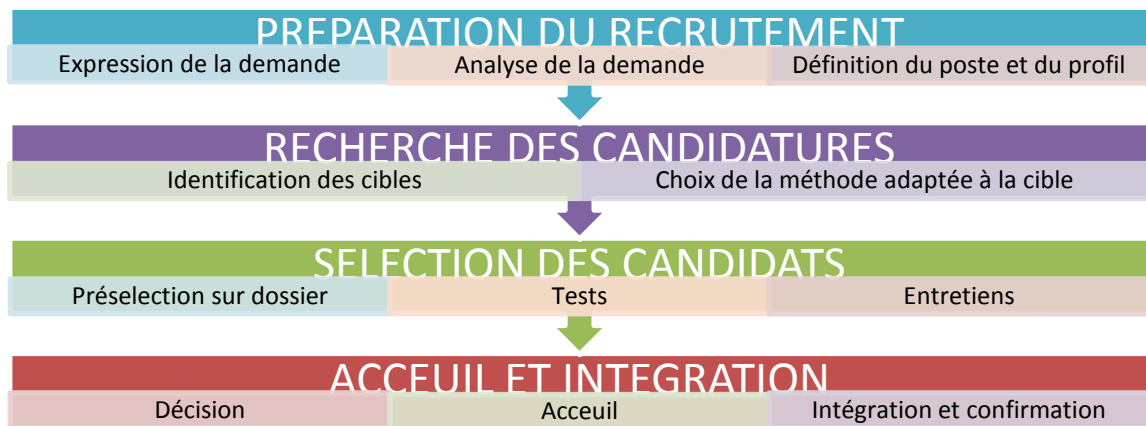 PREPARATION DU RECRUTEMENT
Expression de la demande
Analyse de la demande
Définition du poste et du profil
RECHERCHE DES CANDIDATURES
Identification des cibles
Choix de la méthode adaptée à la cible
SELECTION DES CANDIDATS
Préselection sur dossier
Tests
Entretiens
ACCEUIL ET INTEGRATION
Décision
Acceuil
Intégration et confirmation